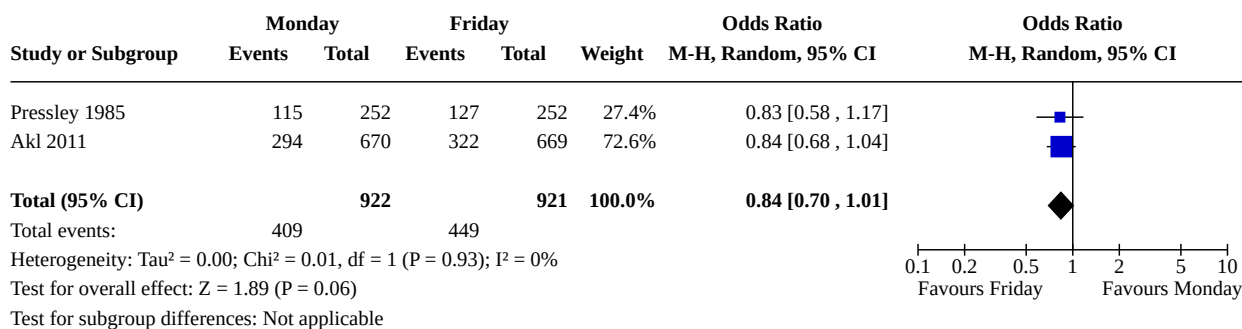 Monday Friday Odds Ratio Odds Ratio
Study or Subgroup Events Total Events Total Weight M-H, Random, 95% CI M-H, Random, 95% CI
Pressley 1985 115 252 127 252 27.4% 0.83 [0.58 , 1.17]
Akl 2011 294 670 322 669 72.6% 0.84 [0.68 , 1.04]
Total (95% CI) 922 921 100.0% 0.84 [0.70 , 1.01]
Total events: 409 449
Heterogeneity: Tau² = 0.00; Chi² = 0.01, df = 1 (P = 0.93); I² = 0%
0.1 0.2 0.5 1 2 5 10
Test for overall effect: Z = 1.89 (P = 0.06) Favours Friday Favours Monday
Test for subgroup differences: Not applicable